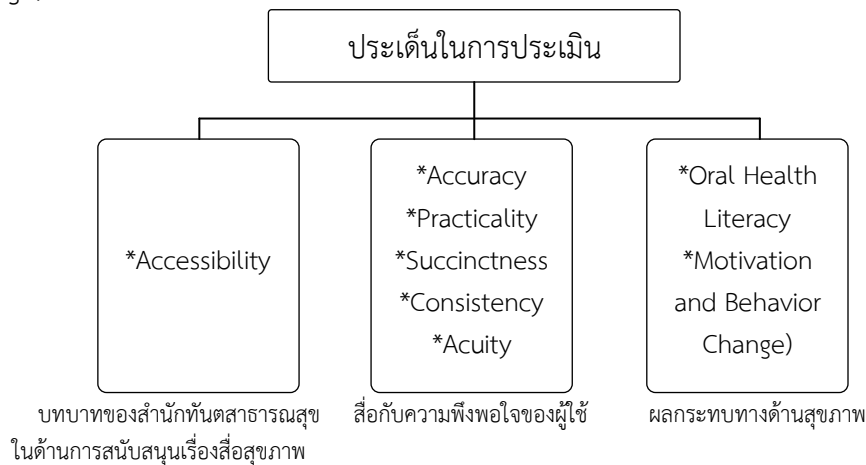 ประเด็นในการประเมิน
*Accessibility
*Accuracy
*Practicality
*Succinctness
*Consistency
*Acuity
*Oral Health
Literacy
*Motivation
and Behavior
Change)
บทบาทของสำนักทันตสาธารณสุข
ในด้านการสนับสนุนเรื่องสื่อสุขภาพ
สื่อกับความพึงพอใจของผู้ใช้
ผลกระทบทางด้านสุขภาพ